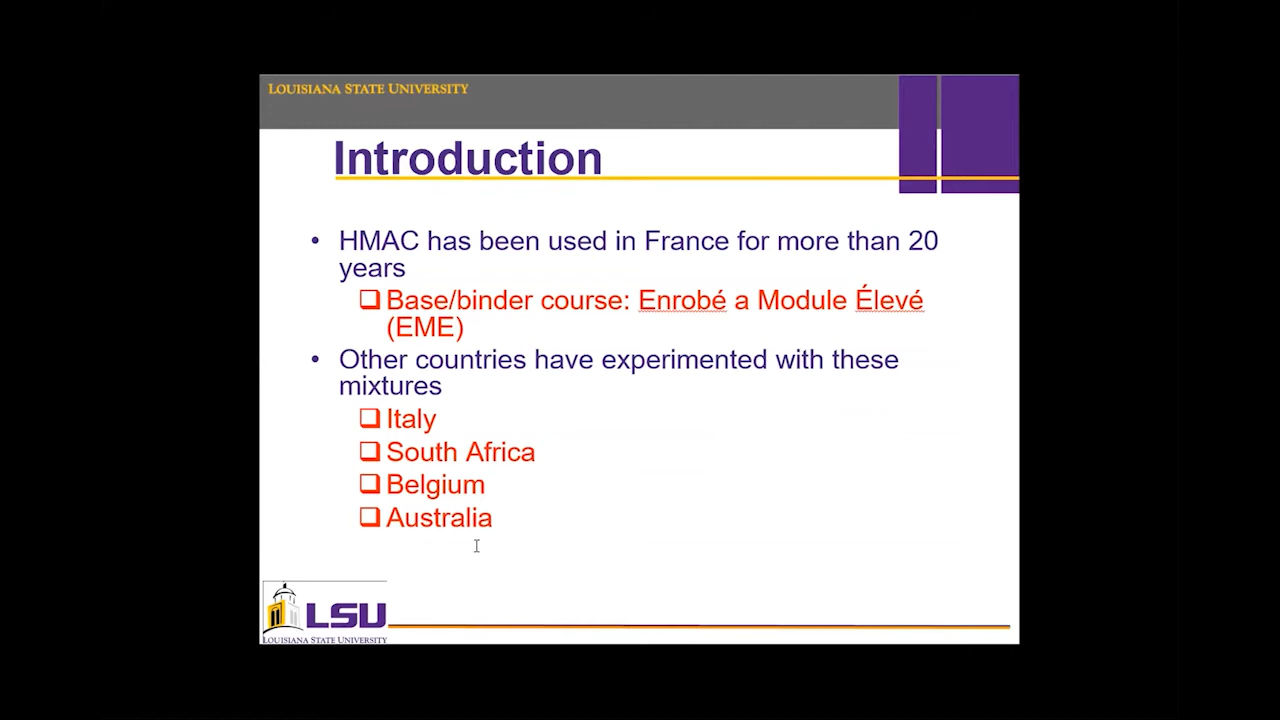 LOUISIANA STATE UNIVERSITY
Introduction
• HMAC has been used in France for more than 20
years
❑ Base/binder course: Enrobé a Module Élevé
(EME)
• Other countries have experimented with these
mixtures
❑ Italy
❑ South Africa
❑ Belgium
❑ Australia
LSU
LOUISIANA STATE UNIVERSITY